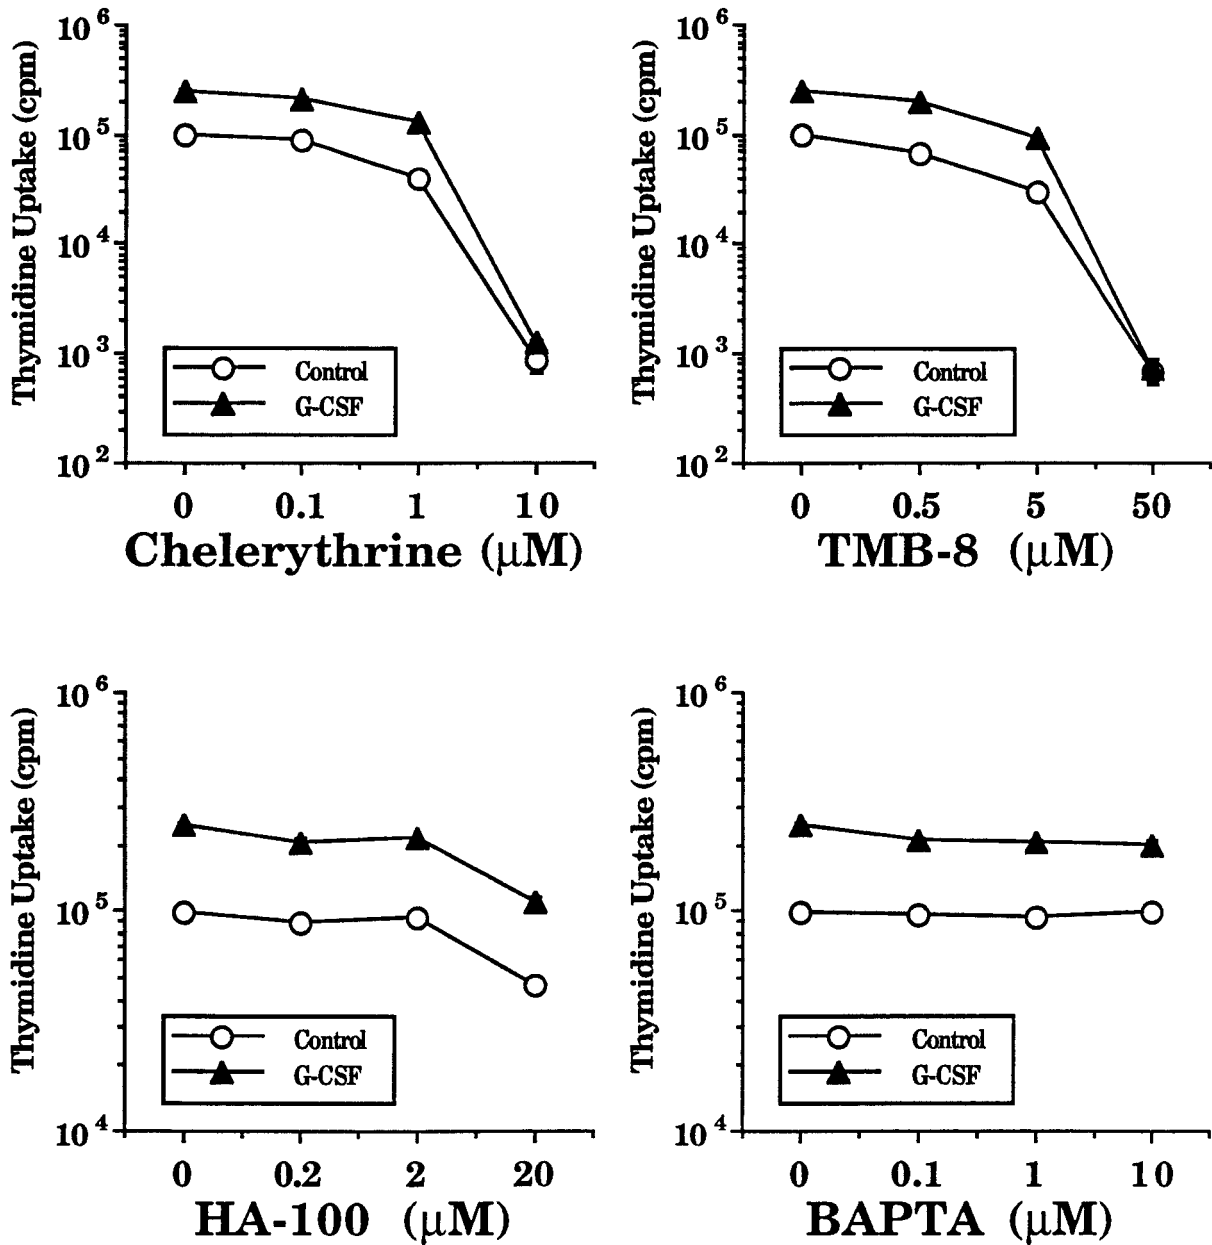 Thymidine Uptake (cpm)
10^6
10^5
10^4
10^3
10^2
Control
G-CSF
0 0.1 1 10
Chelerythrine (μM)
Thymidine Uptake (cpm)
10^6
10^5
10^4
10^3
10^2
Control
G-CSF
0 0.5 5 50
TMB-8 (μM)
Thymidine Uptake (cpm)
10^6
10^5
10^4
Control
G-CSF
0 0.2 2 20
HA-100 (μM)
Thymidine Uptake (cpm)
10^6
10^5
10^4
Control
G-CSF
0 0.1 1 10
BAPTA (μM)